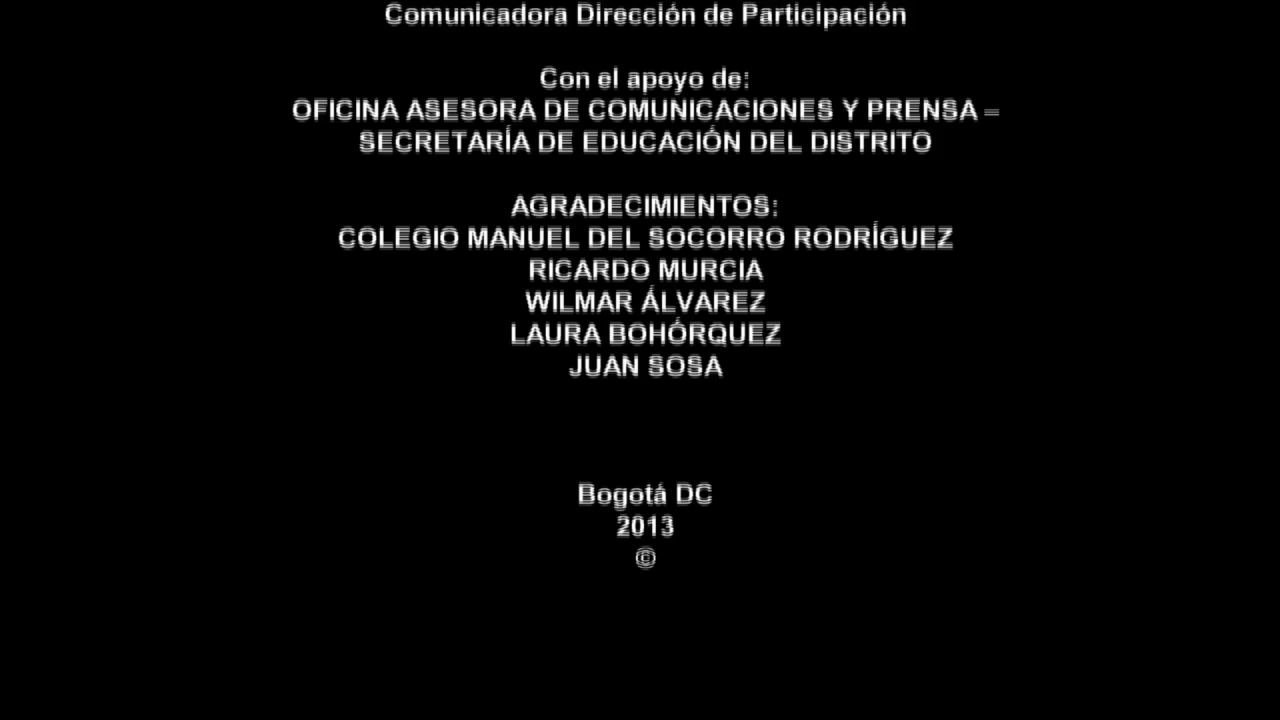 Comunicadora Dirección de Participación
Con el apoyo de:
OFICINA ASESORA DE COMUNICACIONES Y PRENSA –
SECRETARÍA DE EDUCACIÓN DEL DISTRITO
AGRADECIMIENTOS:
COLEGIO MANUEL DEL SOCORRO RODRÍGUEZ
RICARDO MURCIA
WILMAR ÁLVAREZ
LAURA BOHÓRQUEZ
JUAN SOSA
Bogotá DC
2013
©